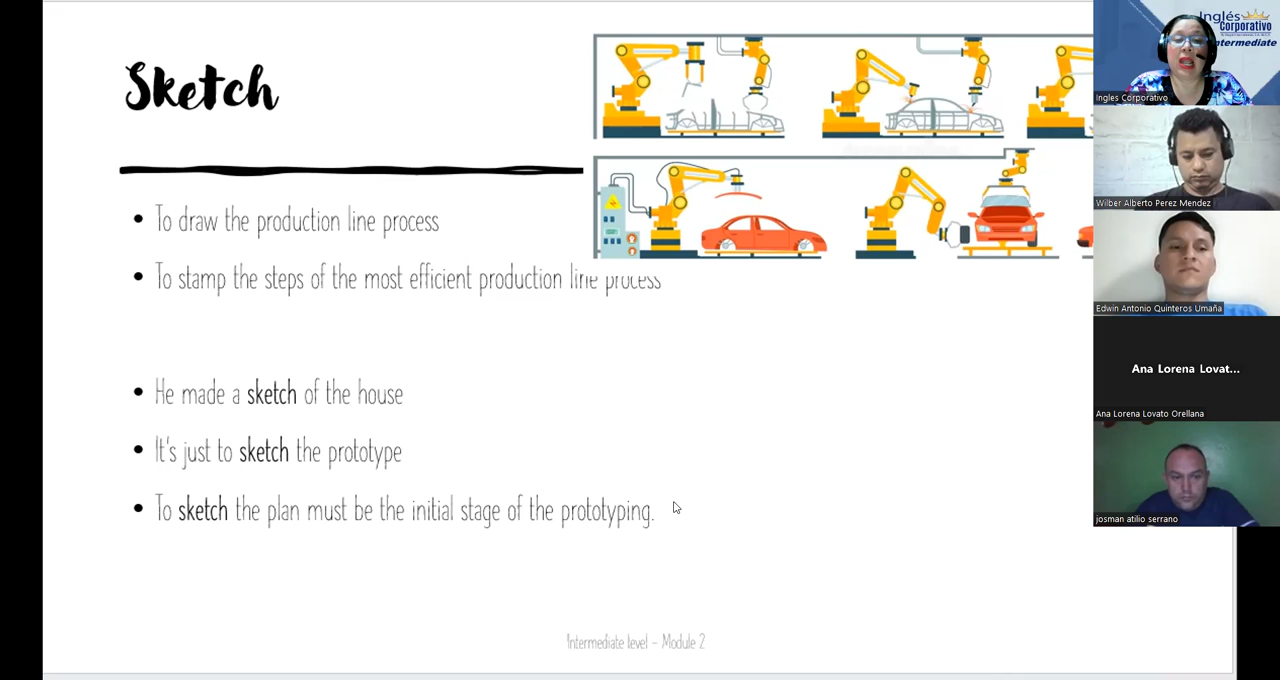 Sketch
To draw the production line process
To stamp the steps of the most efficient production line process
He made a sketch of the house
It's just to sketch the prototype
To sketch the plan must be the initial stage of the prototyping.
Intermediate level - Module 2
Inglés
Corporativo
Intermediate
Ingles Corporativo
Wilber Alberto Perez Mendez
Edwin Antonio Quinteros Umaña
Ana Lorena Lovat...
Ana Lorena Lovato Orellana
josman atilio serrano